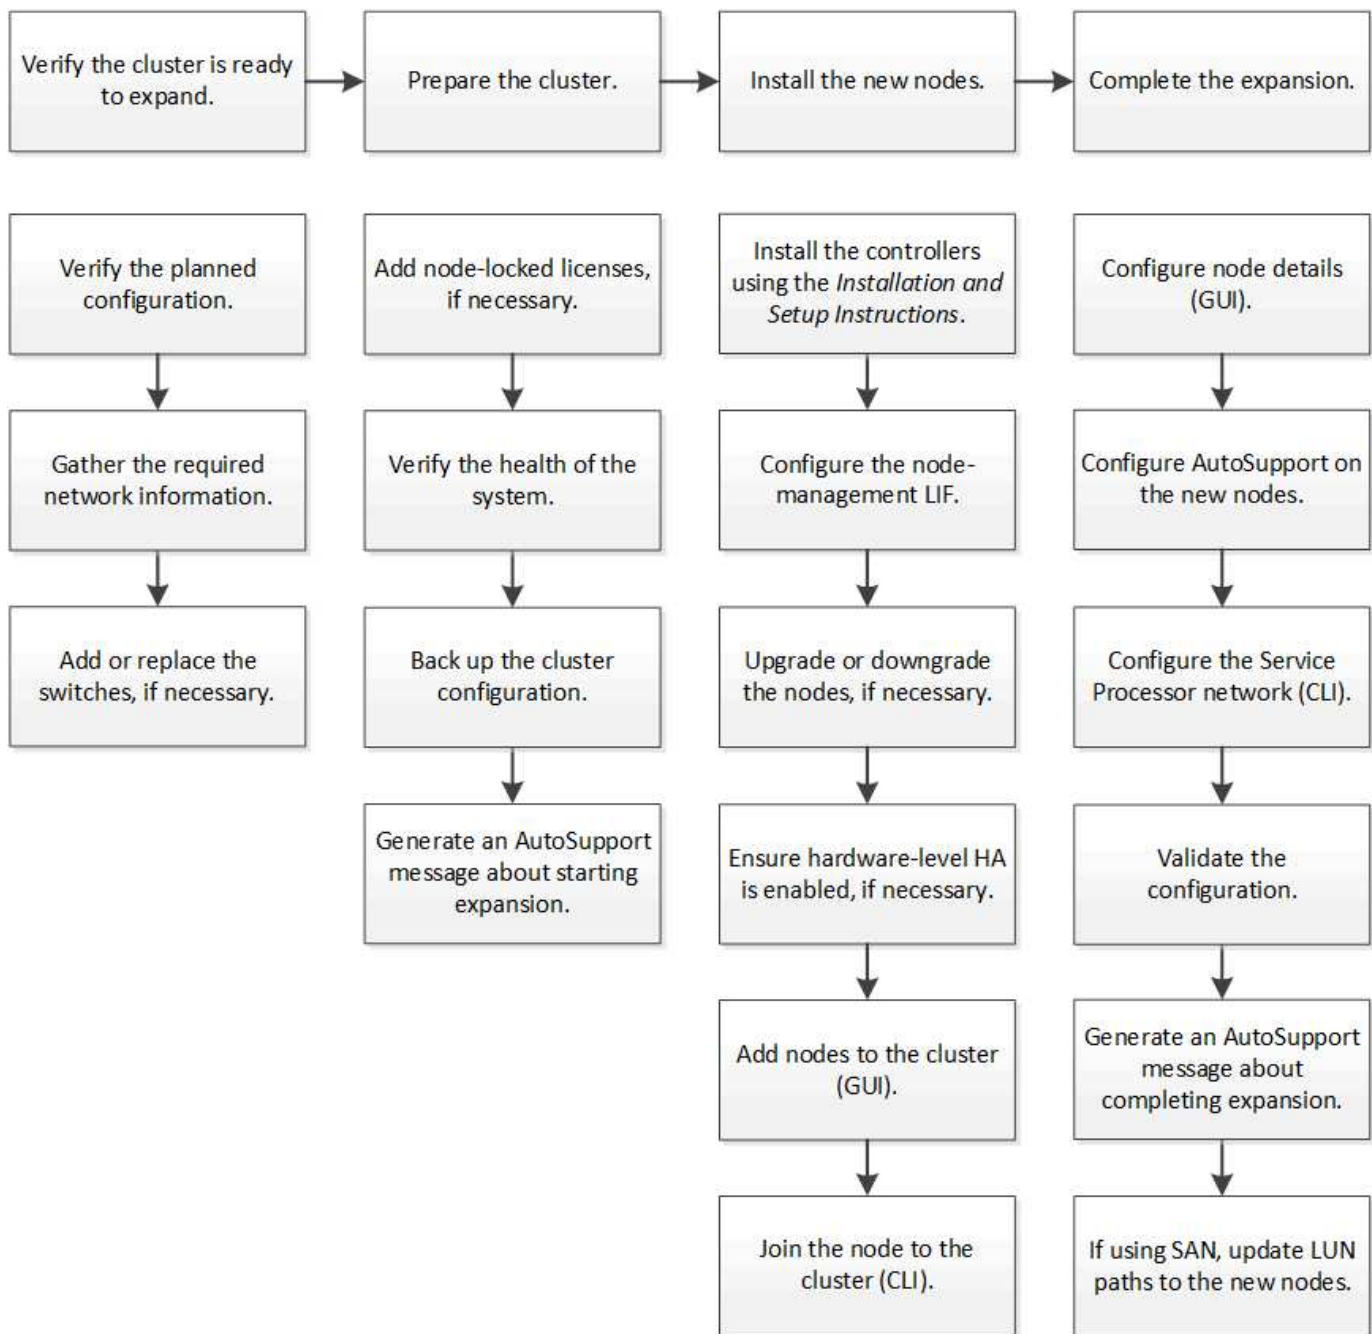 Verify the cluster is ready
to expand.
Prepare the cluster.
Install the new nodes.
Complete the expansion.
Verify the planned
configuration.
Gather the required
network information.
Add or replace the
switches, if necessary.
Add node-locked licenses,
if necessary.
Verify the health of the
system.
Back up the cluster
configuration.
Generate an AutoSupport
message about starting
expansion.
Install the controllers
using the Installation and
Setup Instructions.
Configure the node-
management LIF.
Upgrade or downgrade
the nodes, if necessary.
Ensure hardware-level HA
is enabled, if necessary.
Add nodes to the cluster
(GUI).
Join the node to the
cluster (CLI).
Configure node details
(GUI).
Configure AutoSupport on
the new nodes.
Configure the Service
Processor network (CLI).
Validate the
configuration.
Generate an AutoSupport
message about
completing expansion.
If using SAN, update LUN
paths to the new nodes.